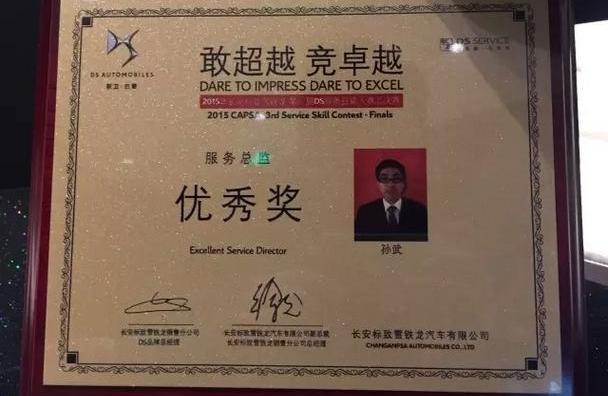 DS AUTOMOBILES
DS SERVICE
敢超越 竞卓越
DARE TO IMPRESS DARE TO EXCEL
2015 CAPSA 3rd Service Skill Contest - Finals
服务总监
优秀奖
孙武
Excellent Service Director
长安标致雪铁龙销售分公司
DS品牌总经理
长安标致雪铁龙汽车有限公司副总裁
长安标致雪铁龙销售分公司总经理
长安标致雪铁龙汽车有限公司
CHANGANPSA AUTOMOBILES CO., LTD